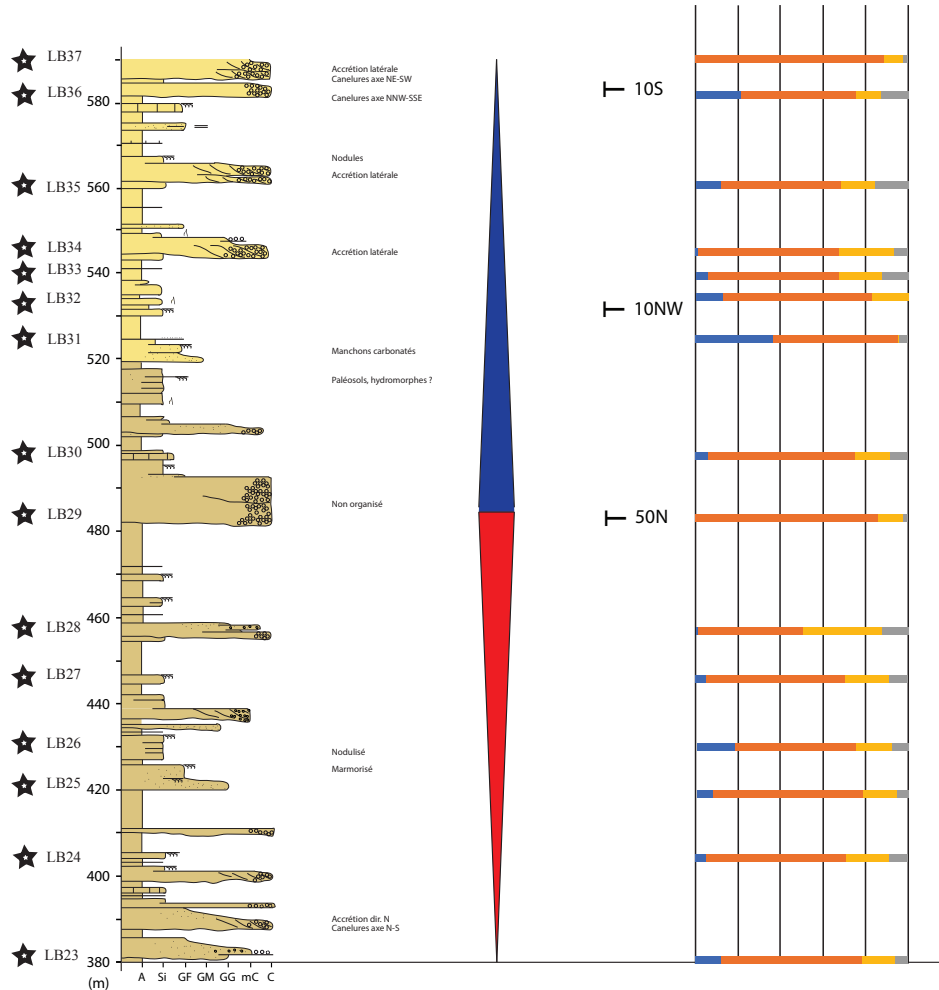 LB37
Accrétion latérale
Canelures axe NE-SW
LB36
10S
Canelures axe NNW-SSE
580
Nodules
Accrétion latérale
LB35
560
LB34
Accrétion latérale
LB33
540
LB32
10NW
LB31
Manchons carbonatés
520
Paléosols, hydromorphes ?
500
LB30
Non organisé
LB29
50N
480
460
LB28
LB27
440
LB26
Nodulisé
Marmorisé
LB25
420
LB24
400
Accrétion dir. N
Canelures axe N-S
LB23
380
(m)
A Si GF GM GG mC C